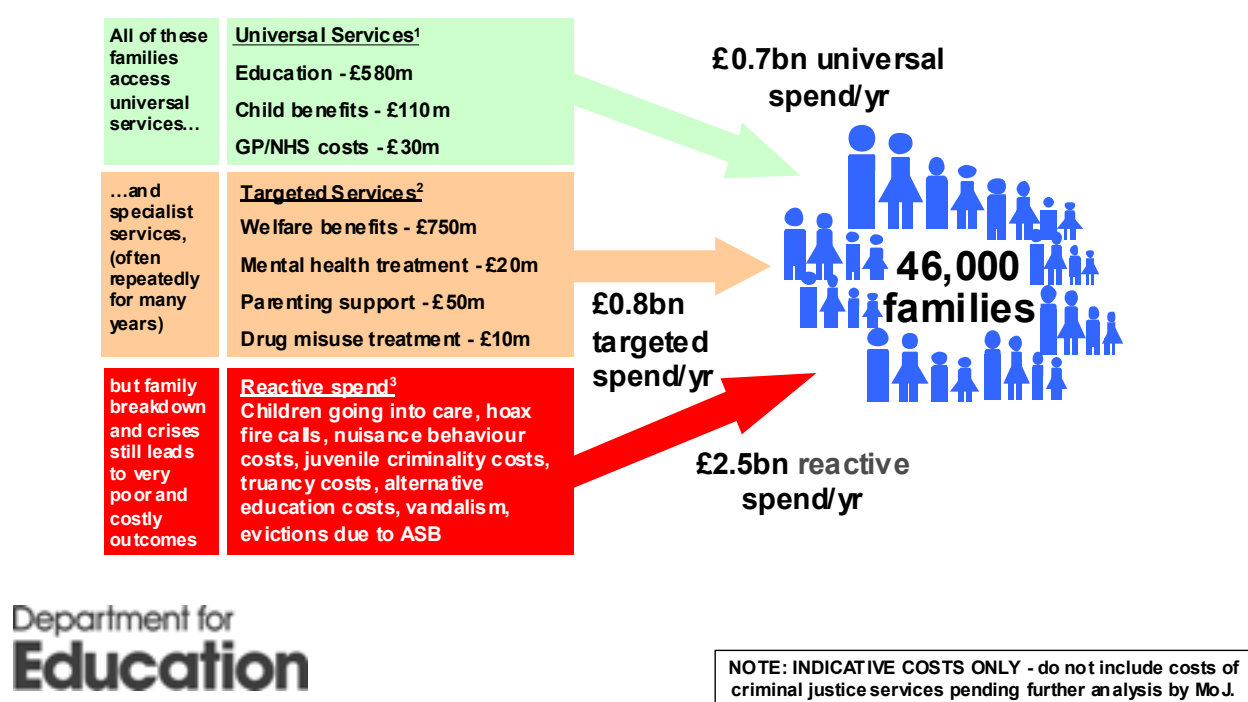 All of these
families
access
universal
services…
Universal Services¹
Education - £580m
Child benefits - £110m
GP/NHS costs - £30m
£0.7bn universal
spend/yr
…and
specialist
services,
(often
repeatedly
for many
years)
Targeted Services²
Welfare benefits - £750m
Mental health treatment - £20m
Parenting support - £50m
Drug misuse treatment - £10m
£0.8bn
targeted
spend/yr
46,000
families
but family
breakdown
and crises
still leads
to very
poor and
costly
outcomes
Reactive spend³
Children going into care, hoax
fire calls, nuisance behaviour
costs, juvenile criminality costs,
truancy costs, alternative
education costs, vandalism,
evictions due to ASB
£2.5bn reactive
spend/yr
Department for
Education
NOTE: INDICATIVE COSTS ONLY - do not include costs of
criminal justice services pending further analysis by MoJ.